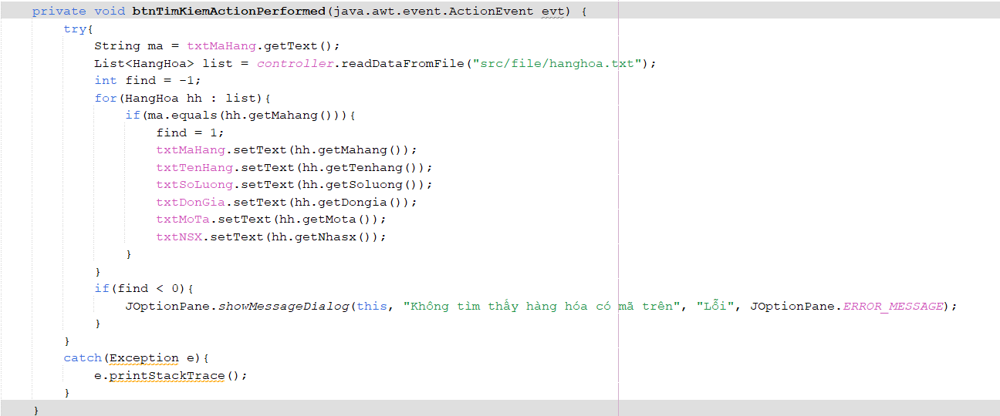 private void btnTimKiemActionPerformed(java.awt.event.ActionEvent evt) {
try{
String ma = txtMaHang.getText();
List<HangHoa> list = controller.readDataFromFile("src/file/hanghoa.txt");
int find = -1;
for(HangHoa hh : list){
if(ma.equals(hh.getMahang())){
find = 1;
txtMaHang.setText(hh.getMahang());
txtTenHang.setText(hh.getTenhang());
txtSoLuong.setText(hh.getSoluong());
txtDonGia.setText(hh.getDongia());
txtMoTa.setText(hh.getMota());
txtNSX.setText(hh.getNhasx());
}
}
if(find < 0){
JOptionPane.showMessageDialog(this, "Không tìm thấy hàng hóa có mã trên", "Lỗi", JOptionPane.ERROR_MESSAGE);
}
}
catch(Exception e){
e.printStackTrace();
}
}